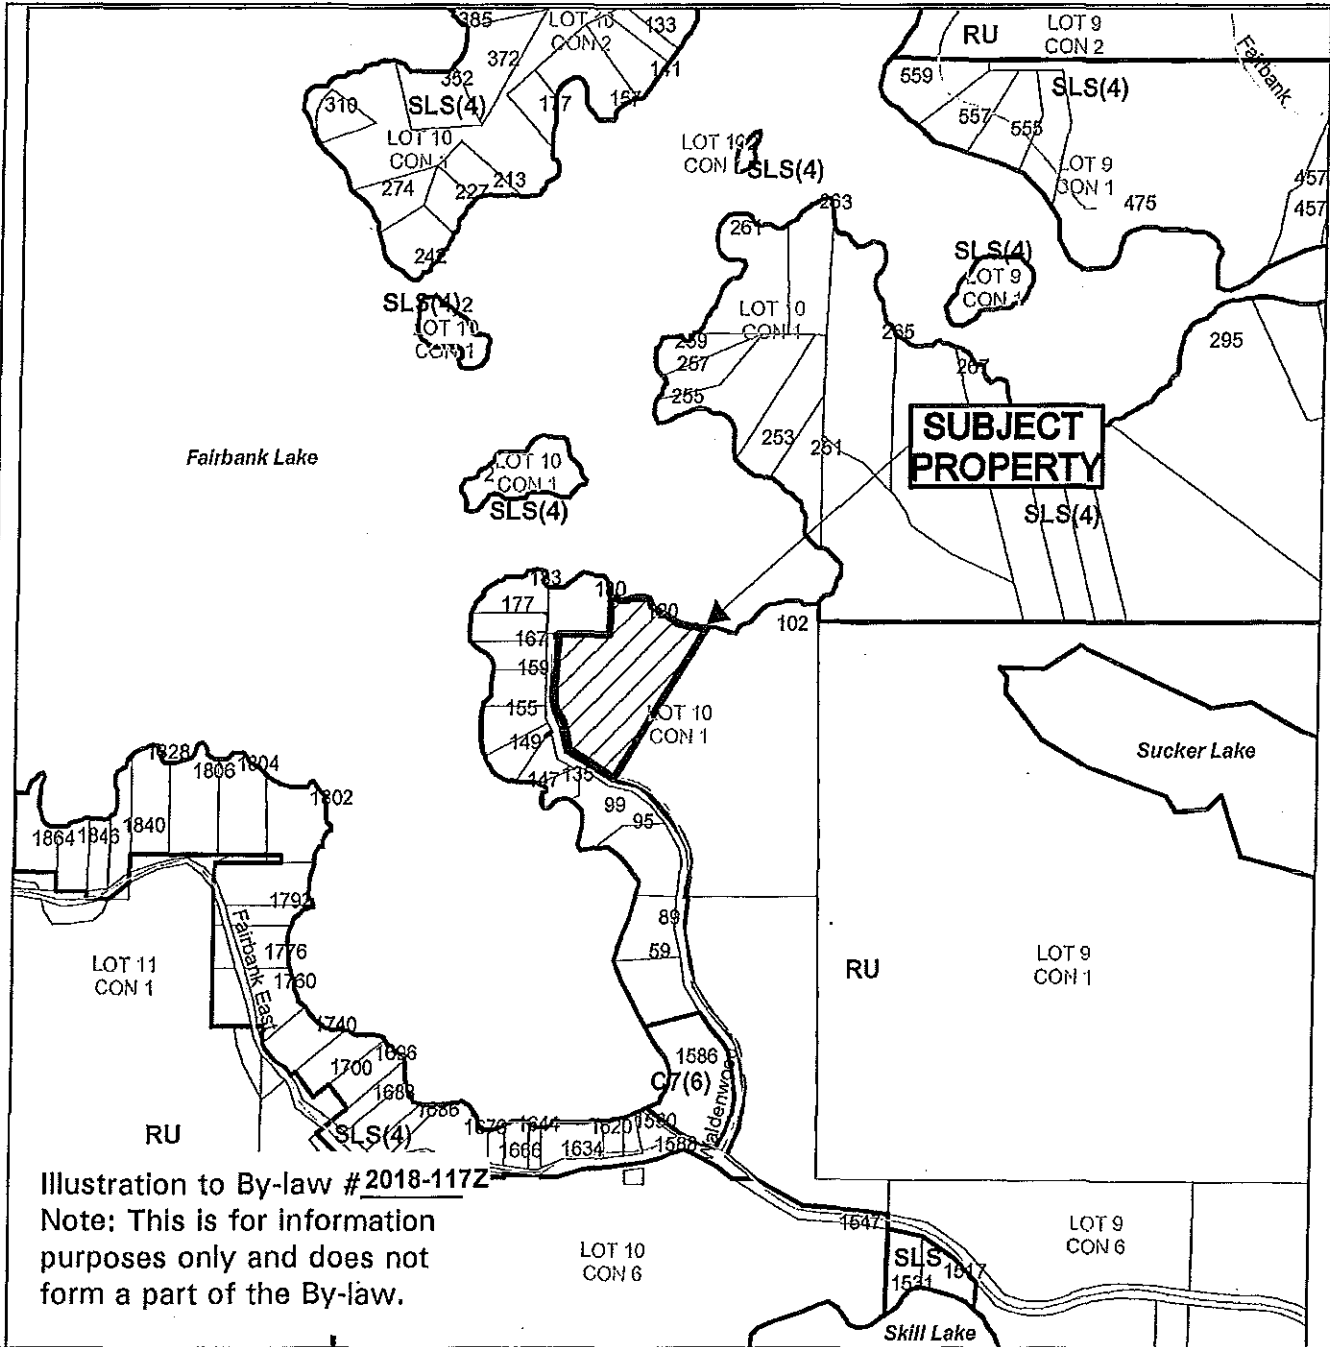 385
LOT 10
CON 2
133
RU
LOT 9
CON 2
Fairbank
372
352
141
559
SLS(4)
310
SLS(4)
177
157
557
555
LOT 10
CON 1
LOT 10
CON
SLS(4)
LOT 9
CON 1
274
227
213
263
475
457
457
242
261
SLS(4)
LOT 9
CON 1
SLS(4)
2
LOT 10
CON 1
LOT 10
CON 1
259
265
295
257
267
255
253
251
SUBJECT
PROPERTY
Fairbank Lake
LOT 10
2
CON 1
SLS(4)
SLS(4)
183
177
120
102
167
159
155
LOT 10
CON 1
149
Sucker Lake
147
135
1828
1806
1804
1802
99
95
1864
1846
1840
1792
89
59
1776
1760
Fairbank East
LOT 11
CON 1
RU
LOT 9
CON 1
1740
1696
1700
1586
C7(6)
1688
1686
RU
SLS(4)
1644
1620
1590
1666
1634
1588
Illustration to By-law # 2018-117Z
Note: This is for information
purposes only and does not
form a part of the By-law.
1547
LOT 10
CON 6
LOT 9
CON 6
SLS
1517
1531
Skill Lake